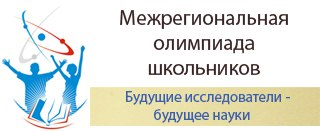 Межрегиональная
олимпиада
школьников
Будущие исследователи -
будущее науки